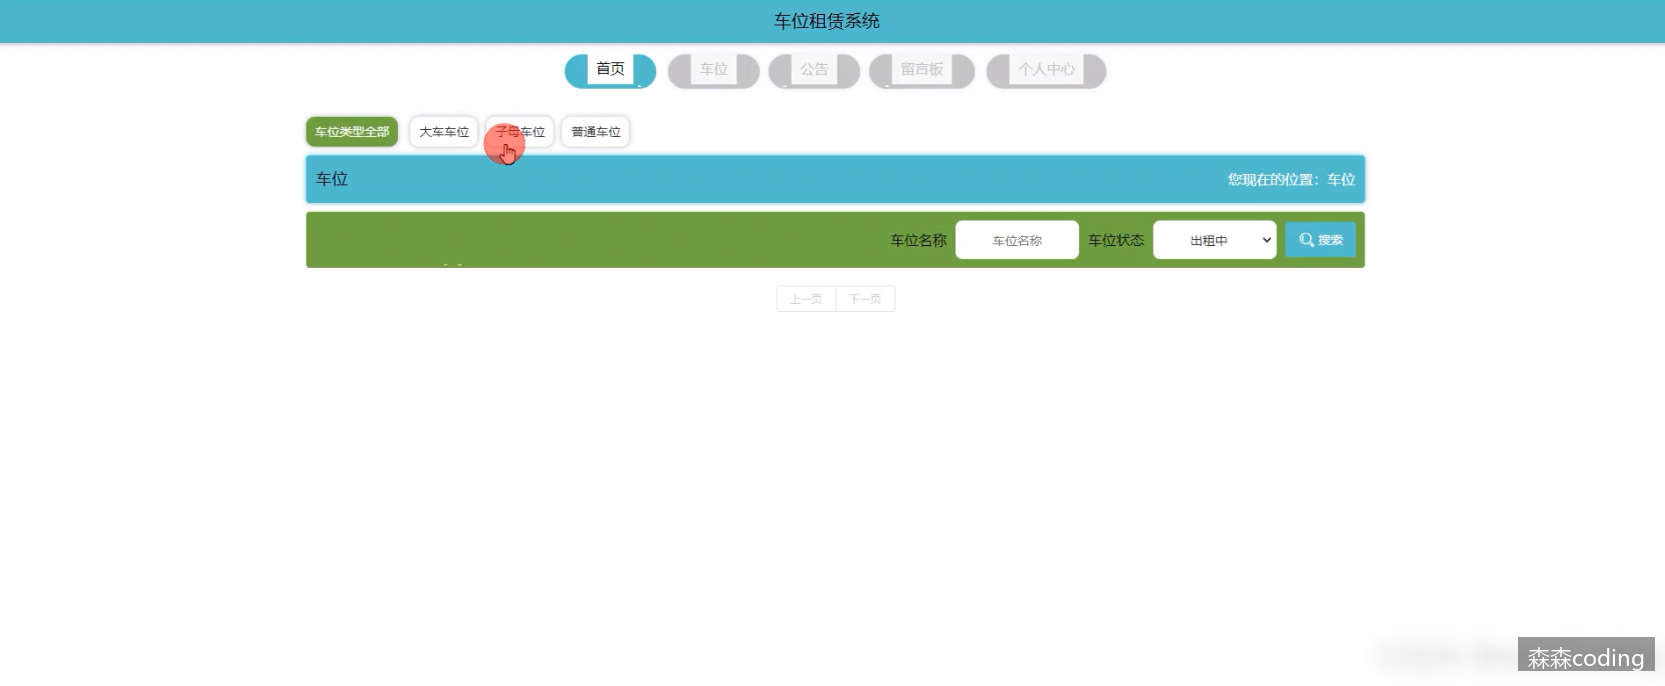 车位租赁系统
首页 车位 公告 留言板 个人中心
车位类型全部 大车车位 子母车位 普通车位
车位 您现在的位置：车位
车位名称 车位名称 车位状态 出租中 搜索
上一页 下一页
森森coding